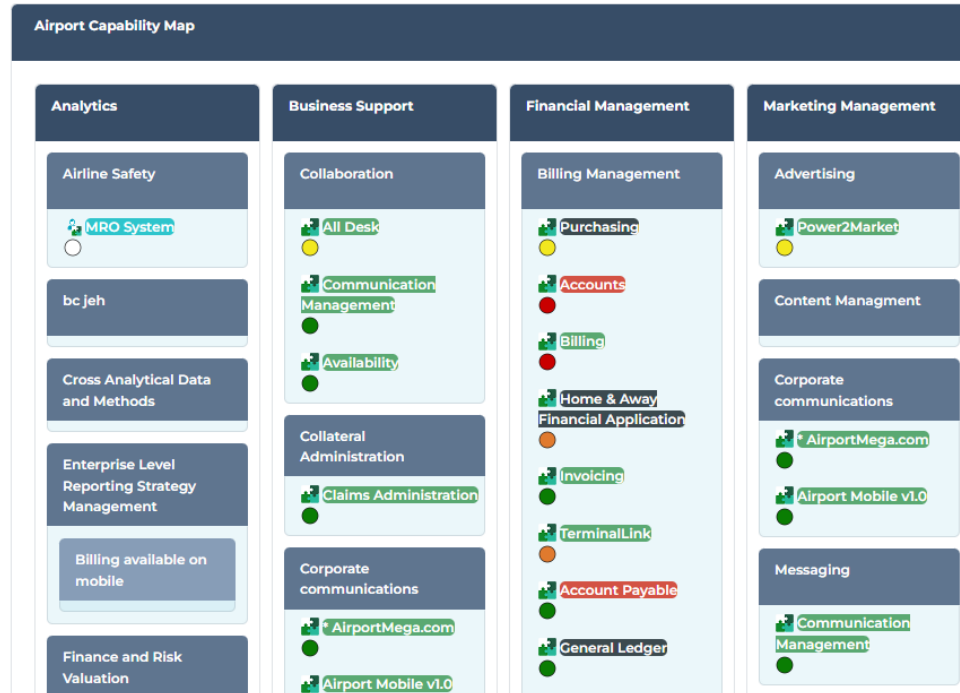 Airport Capability Map
Analytics
Airline Safety
MRO System
bc jeh
Cross Analytical Data
and Methods
Enterprise Level
Reporting Strategy
Management
Billing available on
mobile
Finance and Risk
Valuation
Business Support
Collaboration
All Desk
Communication
Management
Availability
Collateral
Administration
Claims Administration
Corporate
communications
* AirportMega.com
Airport Mobile v1.0
Financial Management
Billing Management
Purchasing
Accounts
Billing
Home & Away
Financial Application
Invoicing
TerminalLink
Account Payable
General Ledger
Marketing Management
Advertising
Power2Market
Content Managment
Corporate
communications
* AirportMega.com
Airport Mobile v1.0
Messaging
Communication
Management